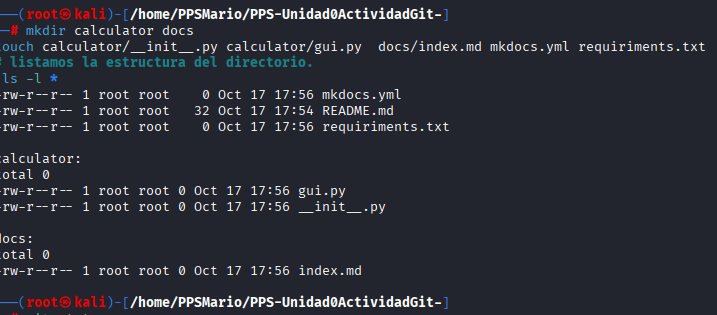 ──(root㉿kali)-[/home/PPSMario/PPS-Unidad0ActividadGit-]
─# mkdir calculator docs
touch calculator/__init__.py calculator/gui.py  docs/index.md mkdocs.yml requiriments.txt
# listamos la estructura del directorio.
ls -l *
-rw-r--r-- 1 root root    0 Oct 17 17:56 mkdocs.yml
-rw-r--r-- 1 root root   32 Oct 17 17:54 README.md
-rw-r--r-- 1 root root    0 Oct 17 17:56 requiriments.txt
calculator:
total 0
-rw-r--r-- 1 root root 0 Oct 17 17:56 gui.py
-rw-r--r-- 1 root root 0 Oct 17 17:56 __init__.py
docs:
total 0
-rw-r--r-- 1 root root 0 Oct 17 17:56 index.md
──(root㉿kali)-[/home/PPSMario/PPS-Unidad0ActividadGit-]